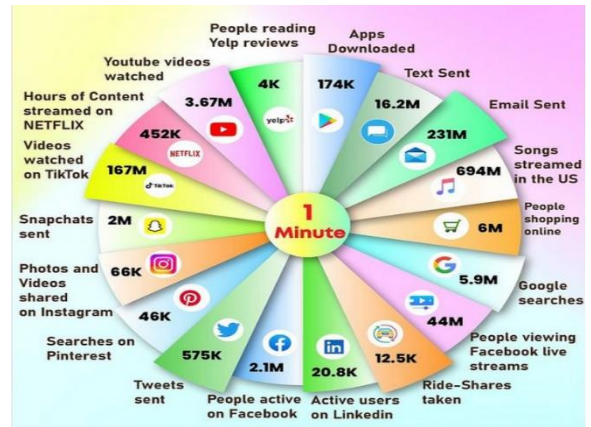 People reading
Yelp reviews
4K
yelp
Apps
Downloaded
174K
Text Sent
16.2M
Email Sent
231M
Songs
streamed
in the US
694M
People
shopping
online
6M
Google
searches
5.9M
G
People viewing
Facebook live
streams
44M
Ride-Shares
taken
12.5K
Active users
on Linkedin
20.8K
in
People active
on Facebook
2.1M
f
Tweets
sent
575K
Searches on
Pinterest
46K
Photos and
Videos
shared
on Instagram
66K
Snapchats
sent
2M
Videos
watched
on TikTok
167M
TikTok
Hours of Content
streamed on
NETFLIX
452K
NETFLIX
Youtube videos
watched
3.67M
1
Minute